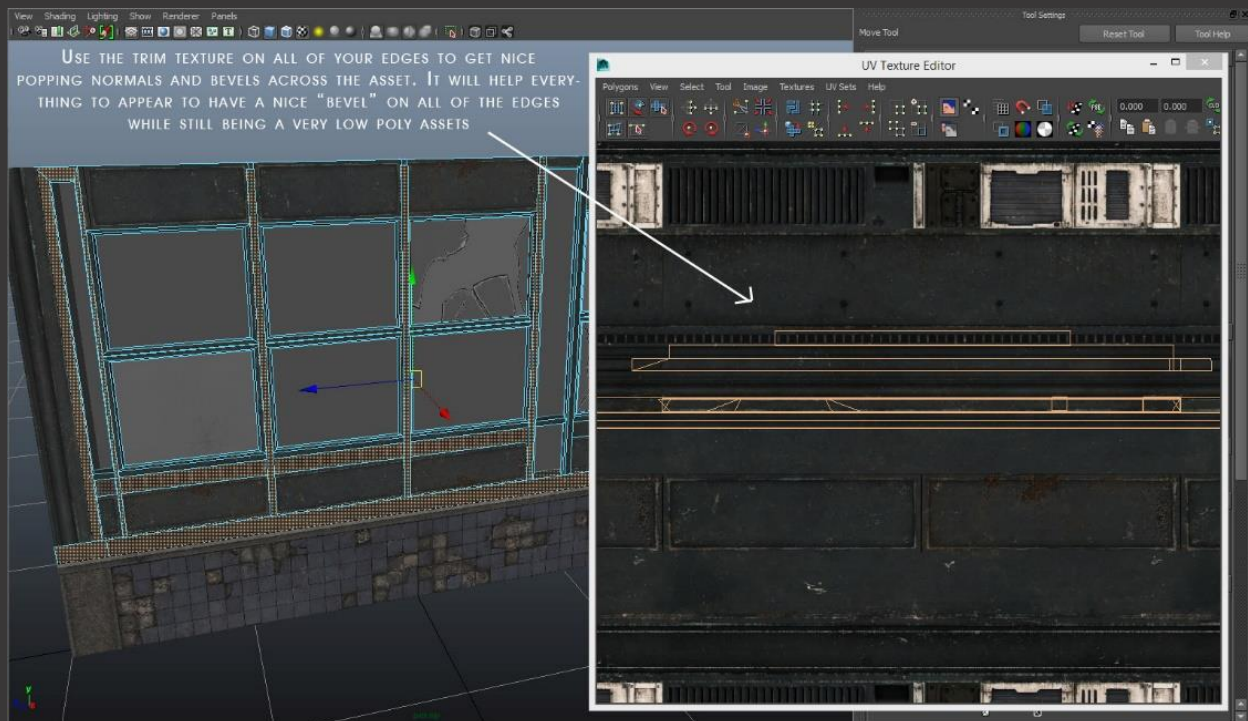 View Shading Lighting Show Renderer Panels
Tool Settings
Move Tool
Reset Tool
Tool Help
USE THE TRIM TEXTURE ON ALL OF YOUR EDGES TO GET NICE
POPPING NORMALS AND BEVELS ACROSS THE ASSET. IT WILL HELP EVERY-
THING TO APPEAR TO HAVE A NICE “BEVEL” ON ALL OF THE EDGES
WHILE STILL BEING A VERY LOW POLY ASSETS
UV Texture Editor
Polygons View Select Tool Image Textures UV Sets Help
0.000 0.000
y